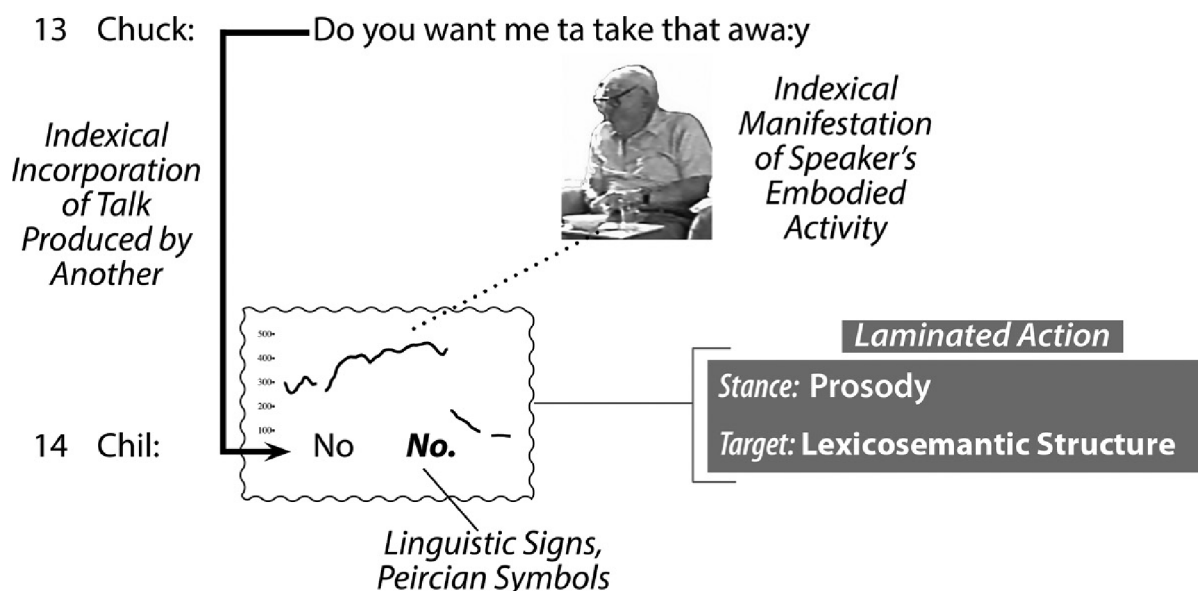 13 Chuck: Do you want me ta take that awa:y
Indexical
Incorporation
of Talk
Produced by
Another
Indexical
Manifestation
of Speaker's
Embodied
Activity
500
400
300
200
100
Laminated Action
Stance: Prosody
Target: Lexicosemantic Structure
14 Chil: No No.
Linguistic Signs,
Peircian Symbols